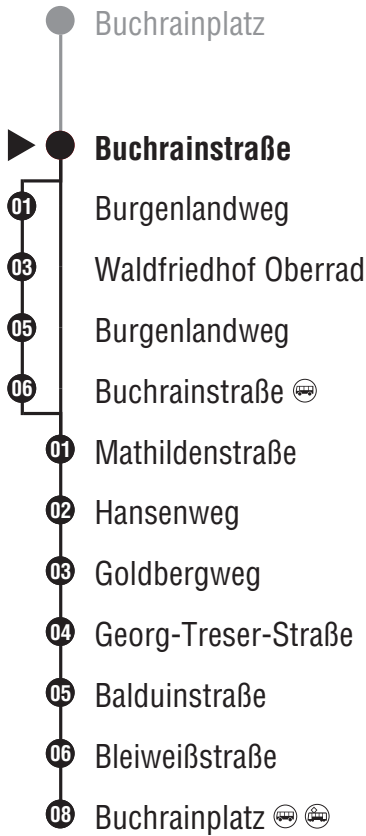 Buchrainplatz
Buchrainstraße
01 Burgenlandweg
03 Waldfriedhof Oberrad
05 Burgenlandweg
06 Buchrainstraße
01 Mathildenstraße
02 Hansenweg
03 Goldbergweg
04 Georg-Treser-Straße
05 Balduinstraße
06 Bleiweißstraße
08 Buchrainplatz